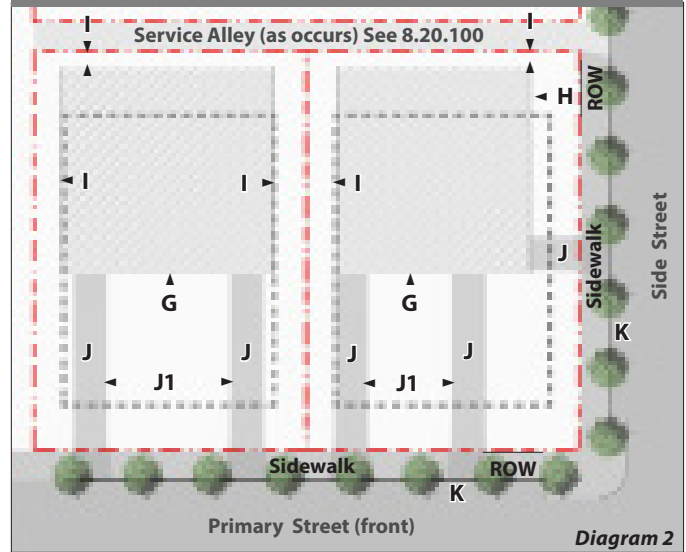 I
Service Alley (as occurs) See 8.20.100
I
H
ROW
I
I
I
J
Sidewalk
Side Street
G
G
K
J
J
J
J
J1
J1
Sidewalk
ROW
K
Primary Street (front)
Diagram 2